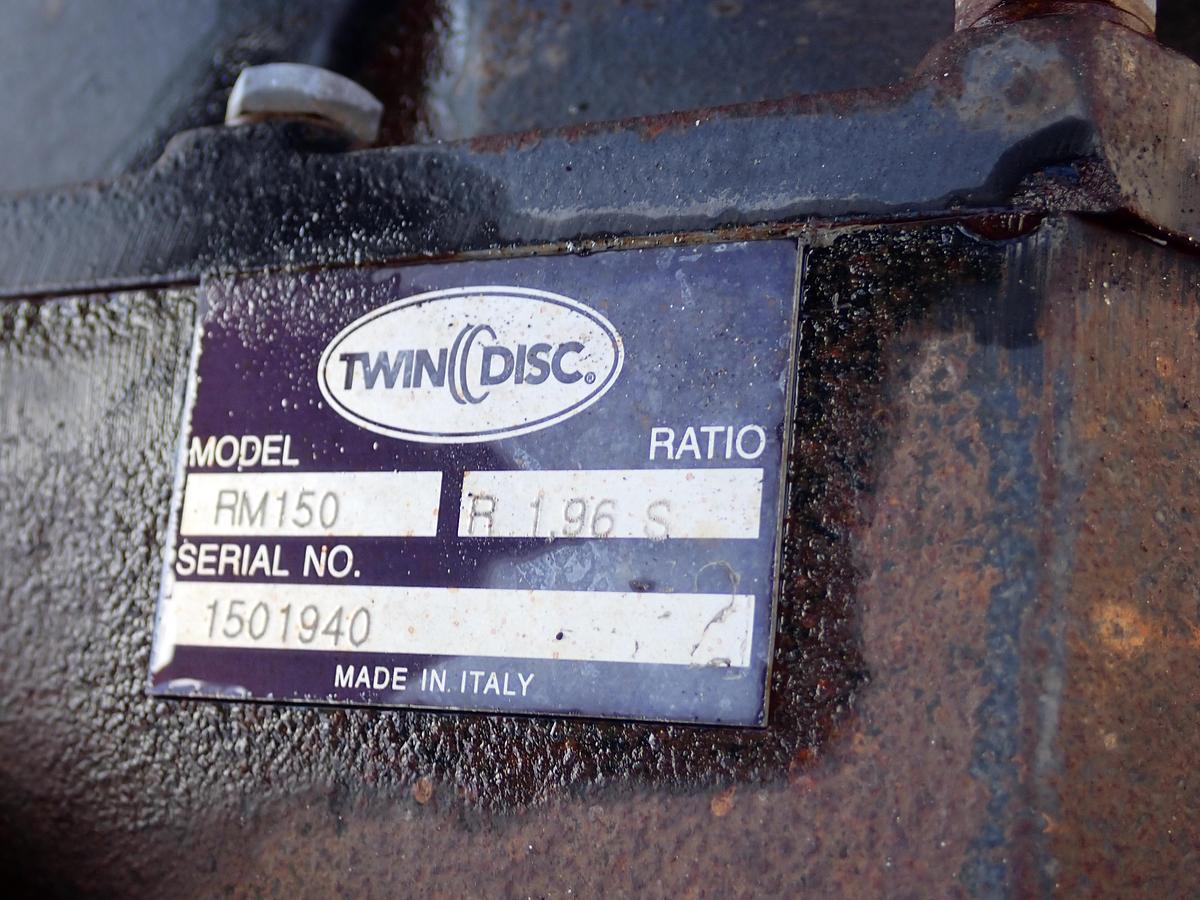 TWIN DISC®
MODEL RATIO
RM150 R 1.96 S
SERIAL NO.
1501940
MADE IN ITALY